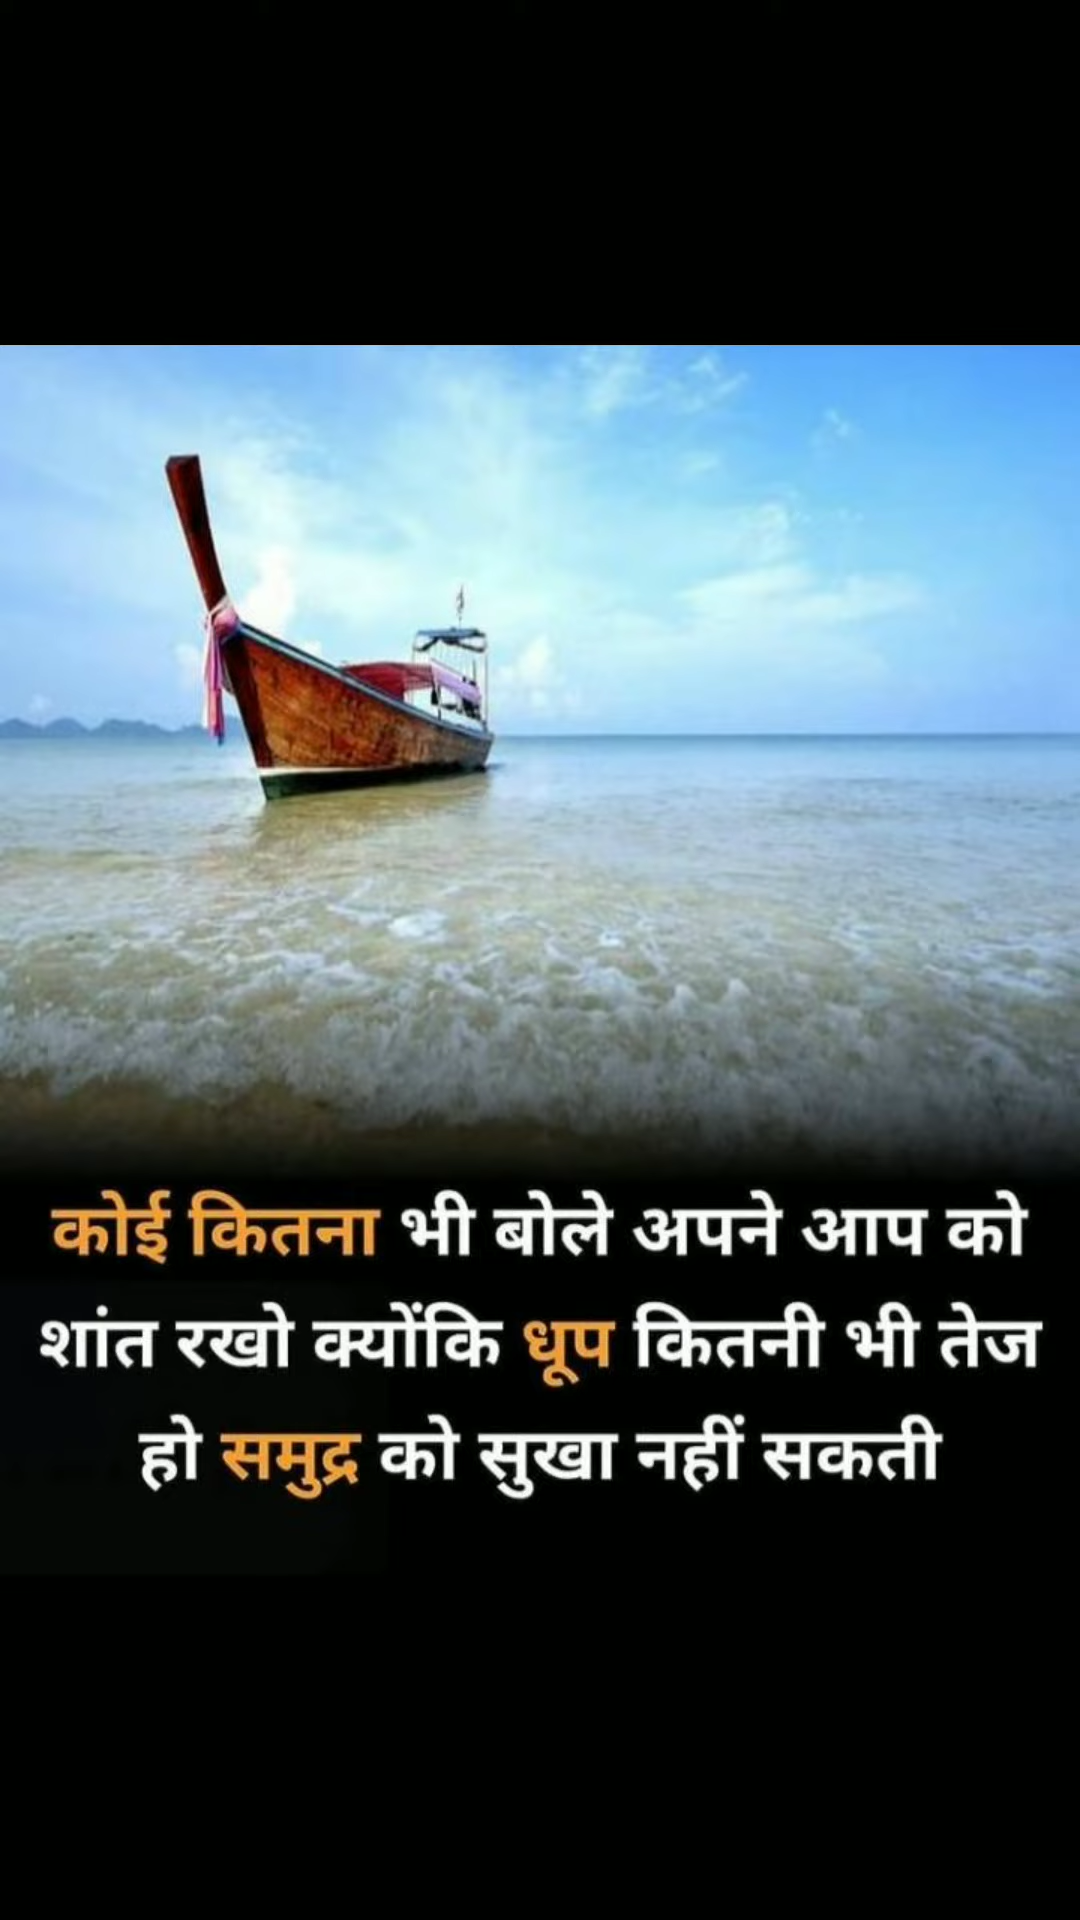 कोई कितना भी बोले अपने आप को
शांत रखो क्योंकि धूप कितनी भी तेज
हो समुद्र को सुखा नहीं सकती